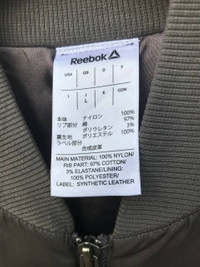 Reebok
USA GB D F
I J K CDN
L
本体 ナイロン 100%
リブ部分 綿 97%
ポリウレタン 3%
裏生地 ポリエステル 100%
ラベル部分
合成皮革
MAIN MATERIAL: 100% NYLON/
RIB PART: 97% COTTON/
3% ELASTANE/LINING:
100% POLYESTER/
LABEL: SYNTHETIC LEATHER